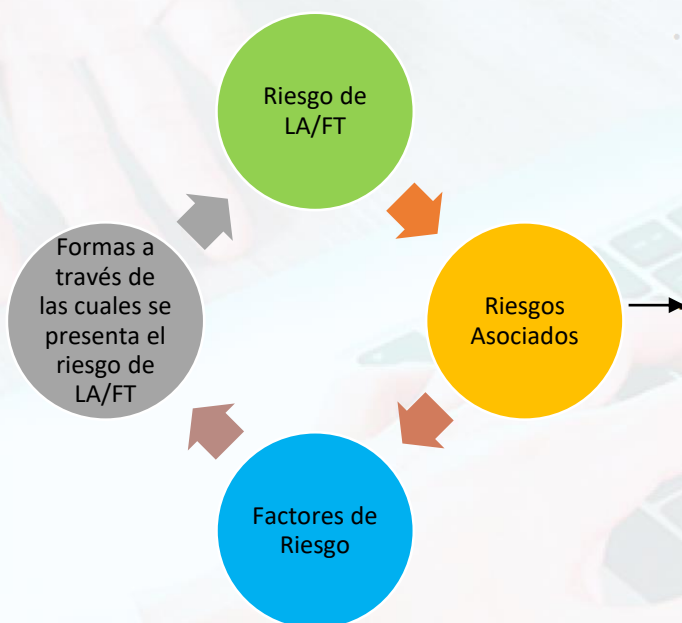 Riesgo de
LA/FT
Riesgos
Asociados
Factores de
Riesgo
Formas a
través de
las cuales se
presenta el
riesgo de
LA/FT